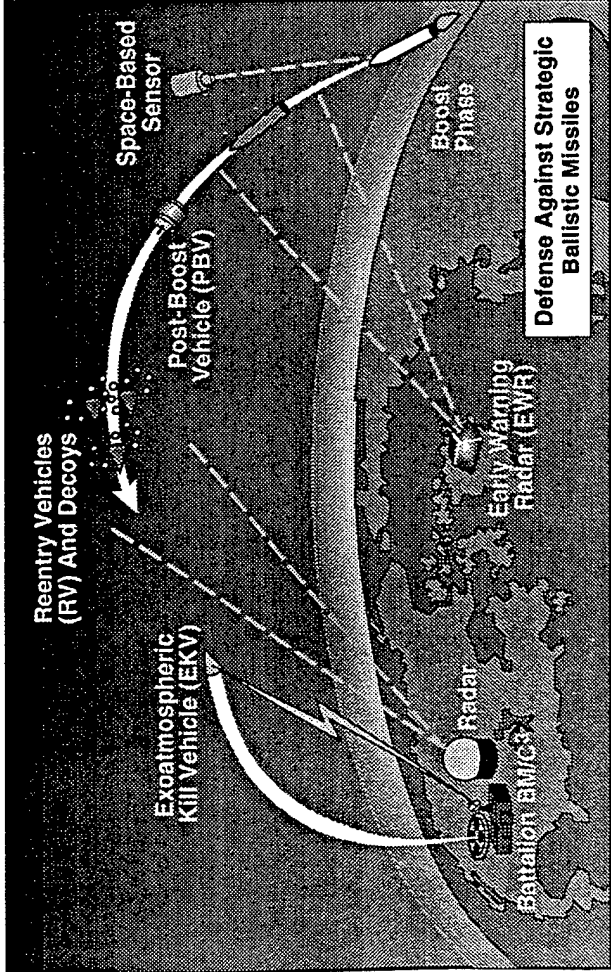 Reentry Vehicles
(RV) And Decoys
Space-Based
Sensor
Exoatmospheric
Kill Vehicle (EKV)
Post-Boost
Vehicle (PBV)
Boost
Phase
Radar
Battalion BM/C³
Early Warning
Radar (EWR)
Defense Against Strategic
Ballistic Missiles